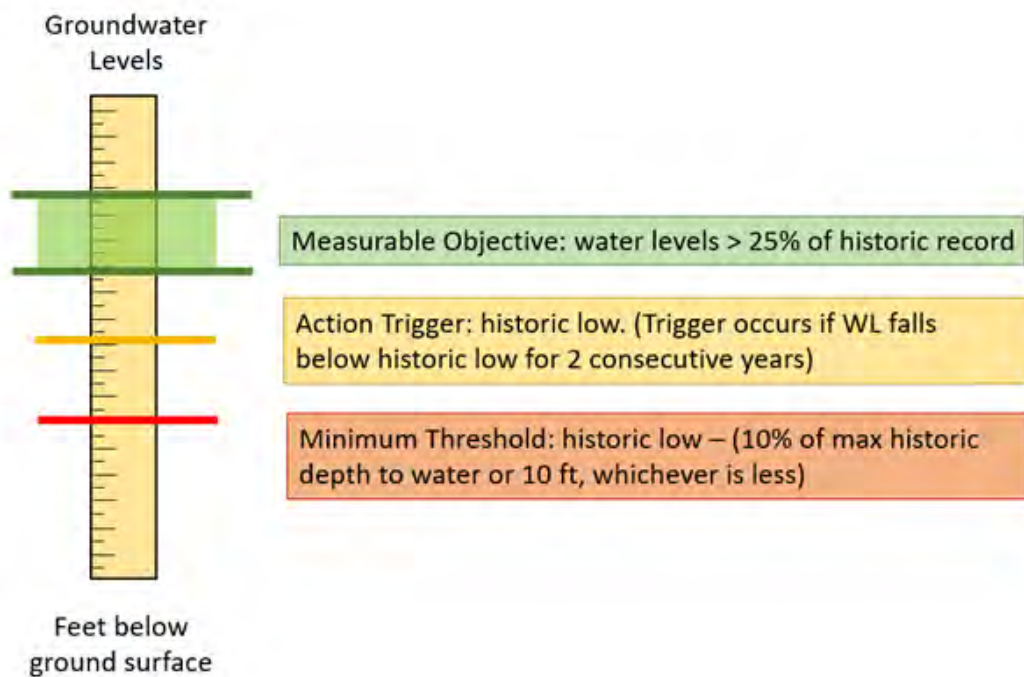 Groundwater
Levels
Measurable Objective: water levels > 25% of historic record
Action Trigger: historic low. (Trigger occurs if WL falls
below historic low for 2 consecutive years)
Minimum Threshold: historic low – (10% of max historic
depth to water or 10 ft, whichever is less)
Feet below
ground surface